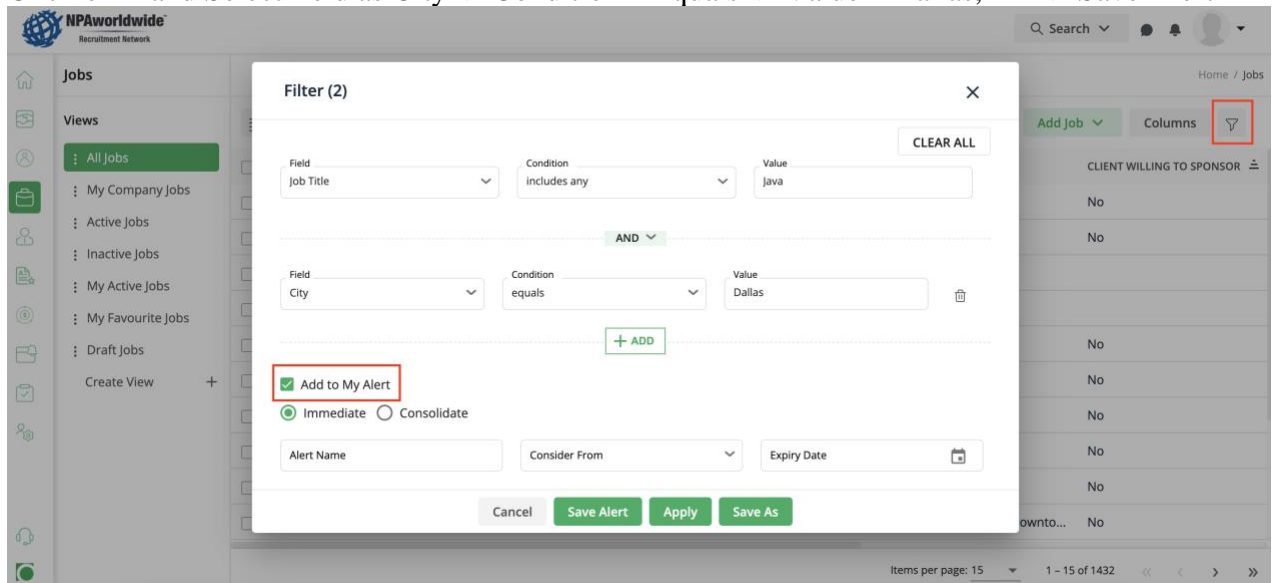 NPAworldwide
Recruitment Network
Search
Jobs
Home / Jobs
Views
All Jobs
My Company Jobs
Active Jobs
Inactive Jobs
My Active Jobs
My Favourite Jobs
Draft Jobs
Create View +
Add Job
Columns
CLIENT WILLING TO SPONSOR
No
No
No
No
No
No
No
ownto... No
Filter (2)
CLEAR ALL
Field
Job Title
Condition
includes any
Value
Java
AND
Field
City
Condition
equals
Value
Dallas
+ ADD
Add to My Alert
Immediate Consolidate
Alert Name
Consider From
Expiry Date
Cancel Save Alert Apply Save As
Items per page: 15 1 – 15 of 1432